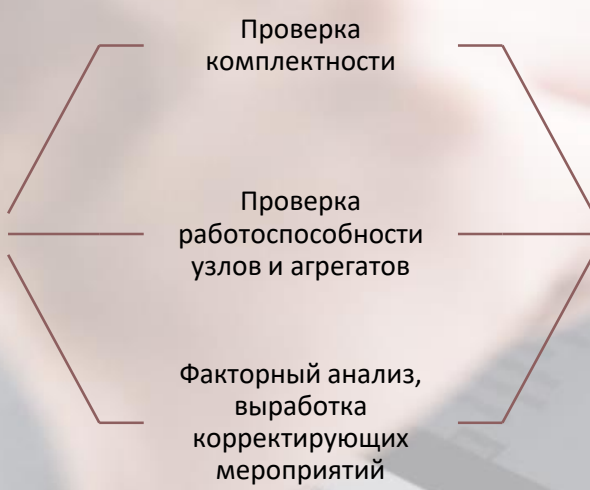 Проверка
комплектности
Проверка
работоспособности
узлов и агрегатов
Факторный анализ,
выработка
корректирующих
мероприятий